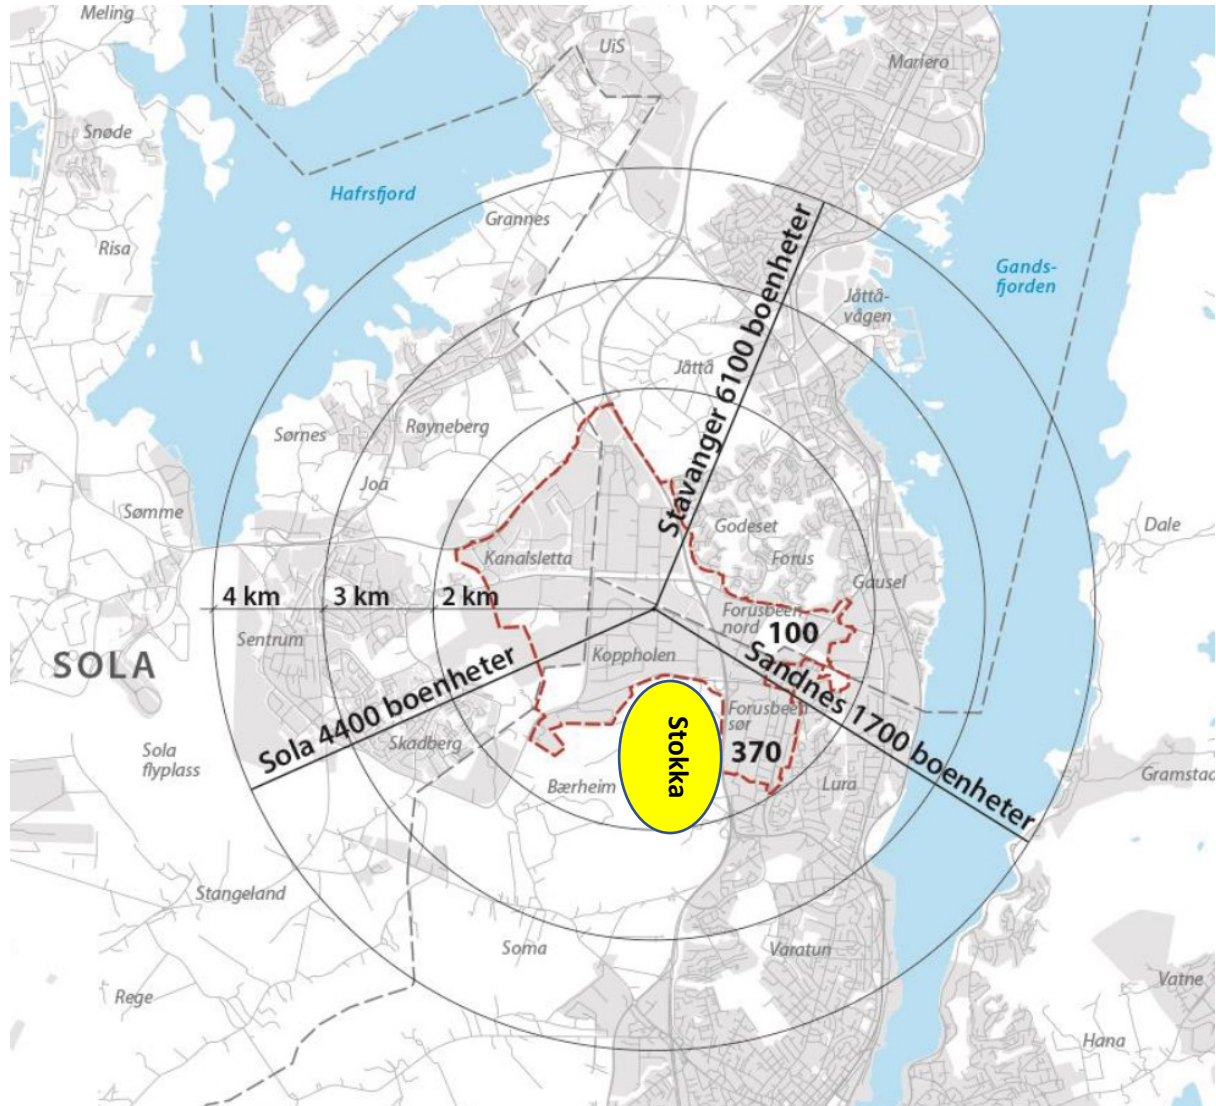 Meling
UiS
Mariero
Snøde
Hafrsfjord
Grannes
Risa
Gands-
fjorden
Jåttå-
vågen
Stavanger 6100 boenheter
Jåttå
Sørnes
Røyneberg
Joa
Sømme
Godeset
Dale
Kanalsletta
Forus
Gausel
4 km
3 km
2 km
Forusbeen
nord
100
Sentrum
SOLA
Koppholen
Sandnes 1700 boenheter
Sola 4400 boenheter
Stokka
Forusbeen
sør
370
Skadberg
Sola
flyplass
Bærheim
Lura
Gramstad
Stangeland
Soma
Varatun
Vatne
Rege
Hana